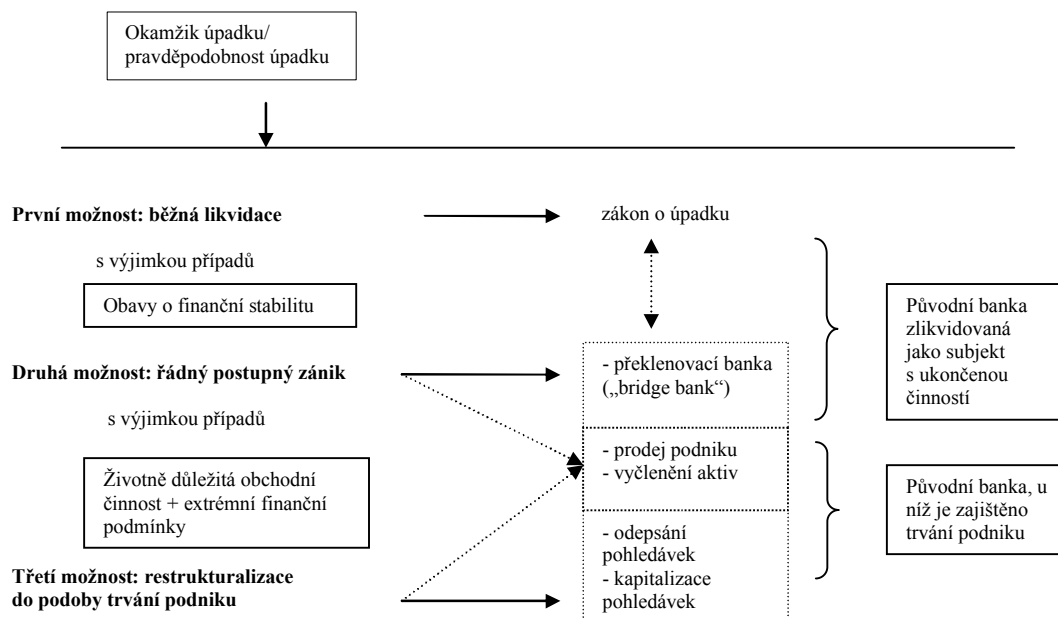 Okamžik úpadku/
pravděpodobnost úpadku
První možnost: běžná likvidace
zákon o úpadku
s výjimkou případů
Obavy o finanční stabilitu
Původní banka
zlikvidovaná
jako subjekt
s ukončenou
činností
Druhá možnost: řádný postupný zánik
- překlenovací banka
(„bridge bank“)
s výjimkou případů
- prodej podniku
- vyčlenění aktiv
Životně důležitá obchodní
činnost + extrémní finanční
podmínky
Původní banka, u
níž je zajištěno
trvání podniku
- odepsání
pohledávek
- kapitalizace
pohledávek
Třetí možnost: restrukturalizace
do podoby trvání podniku